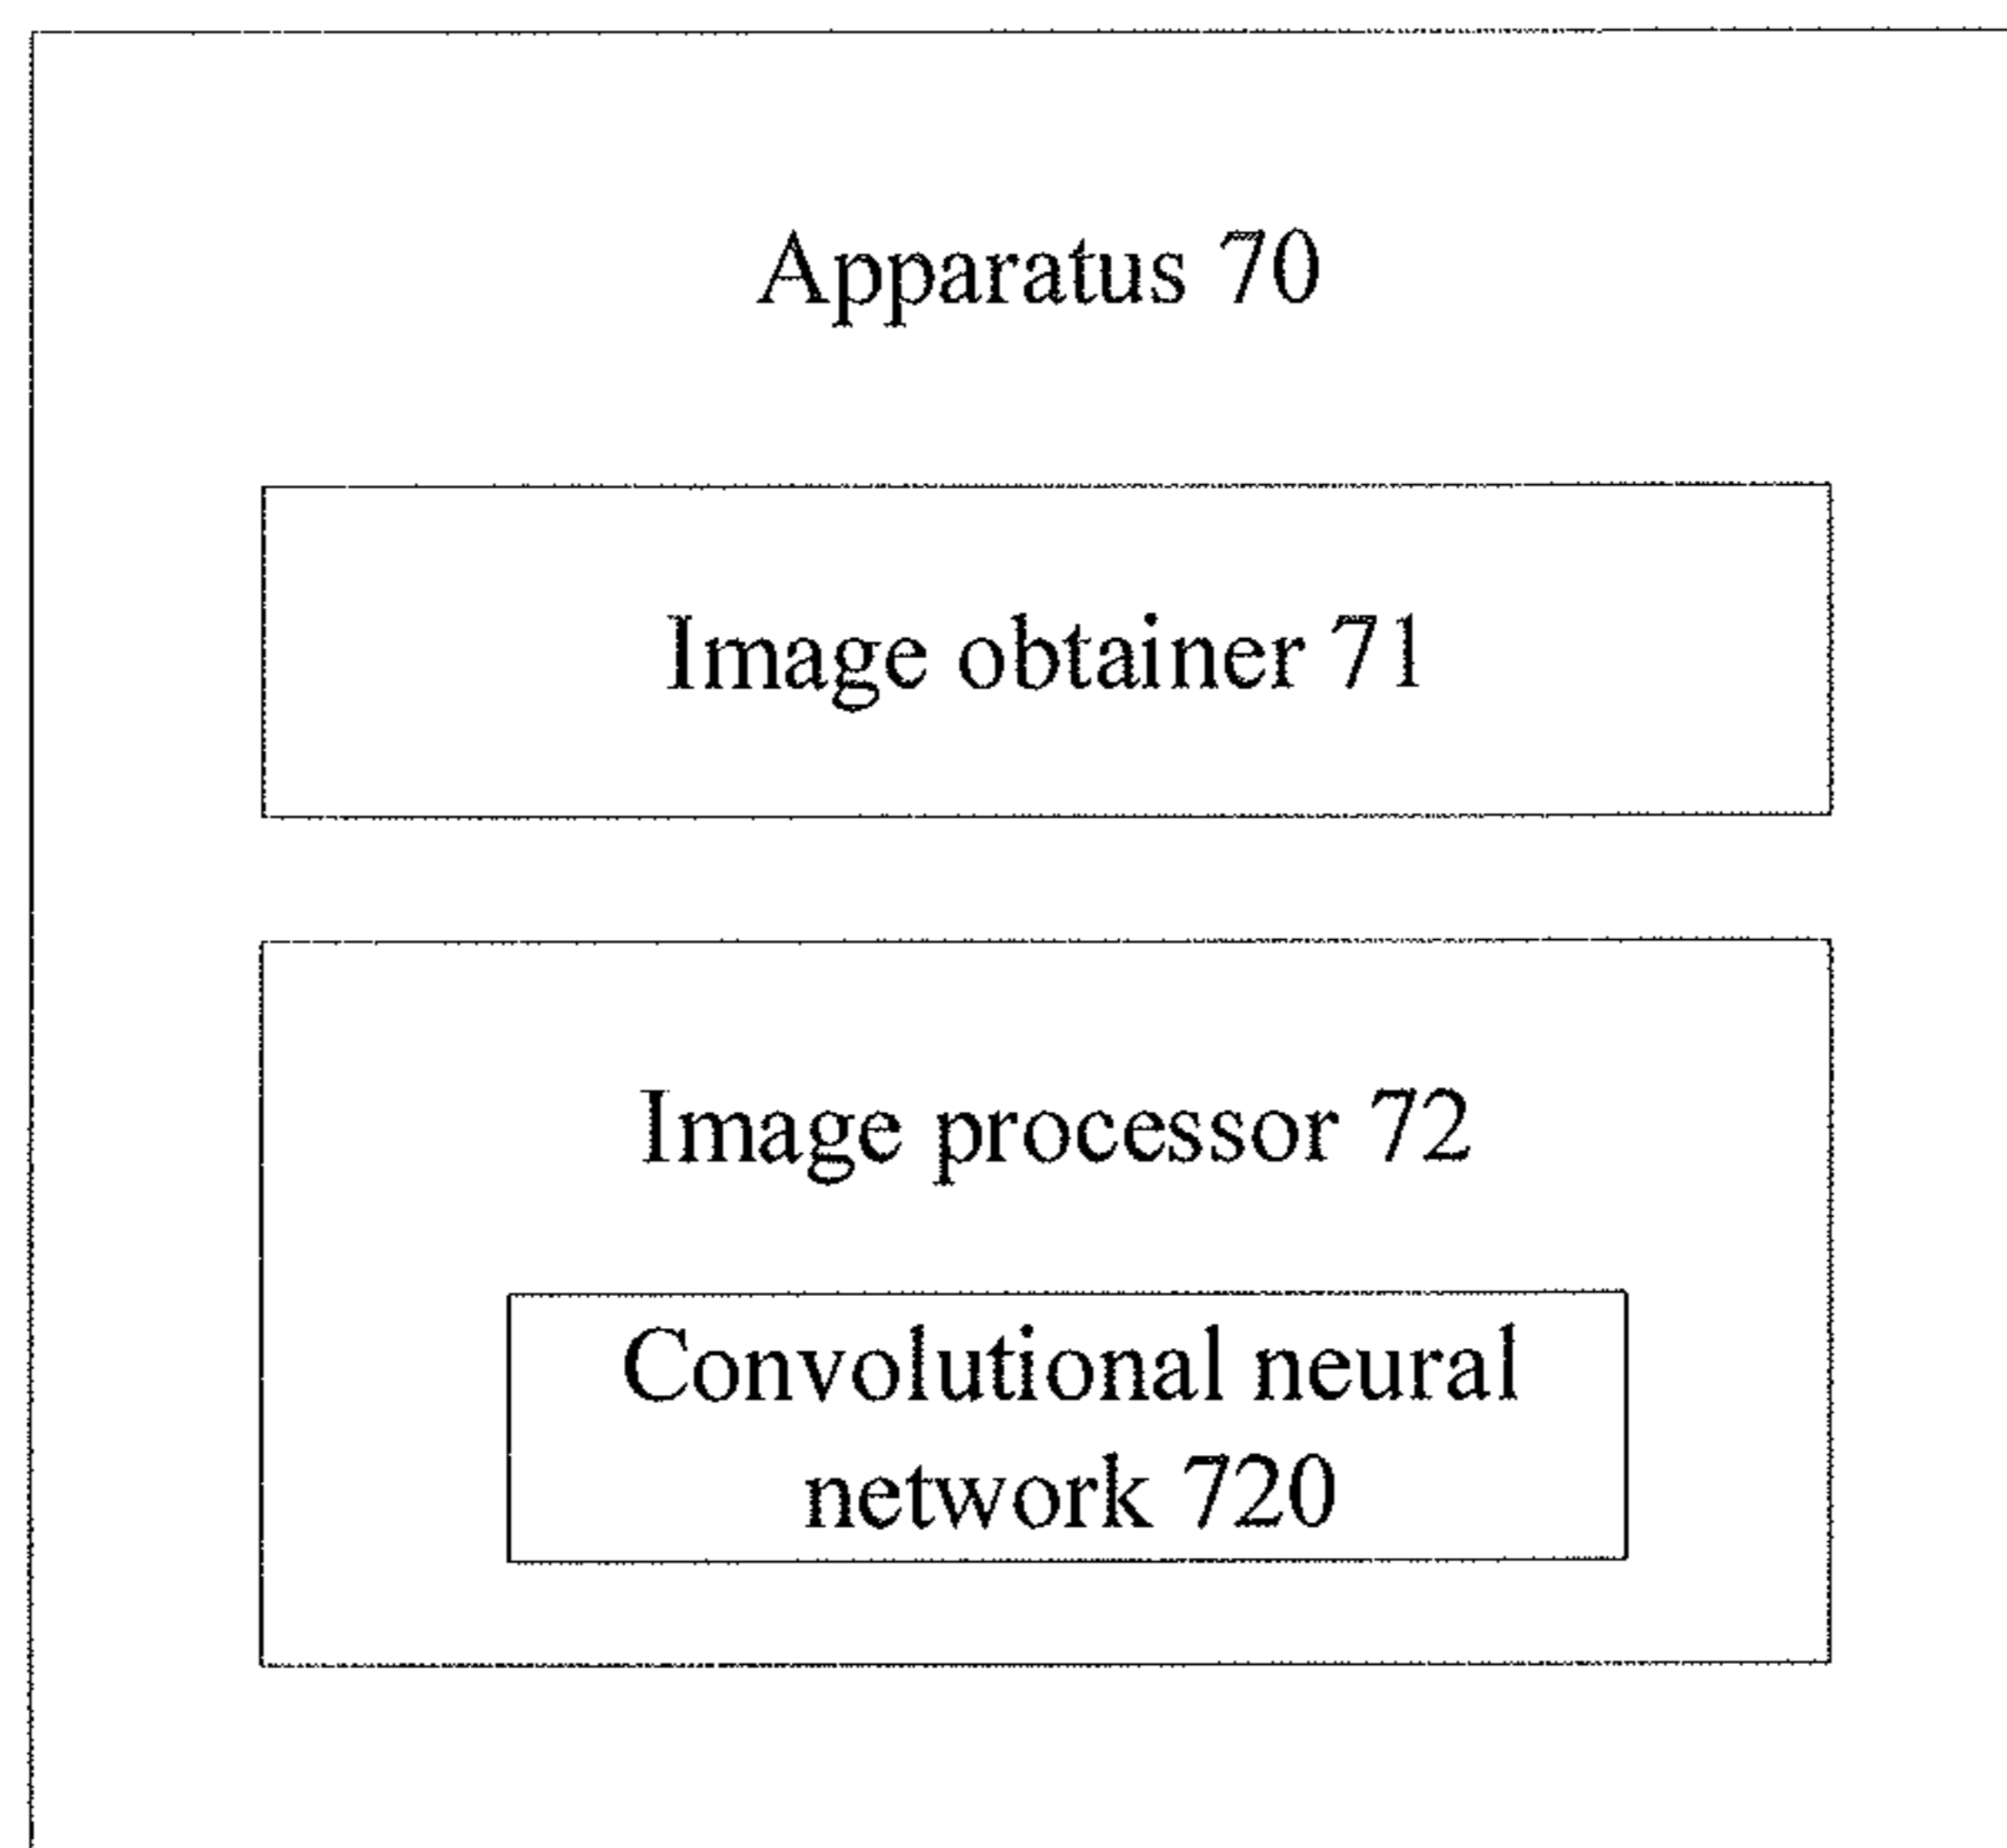 Apparatus 70
Image obtainer 71
Image processor 72
Convolutional neural
network 720